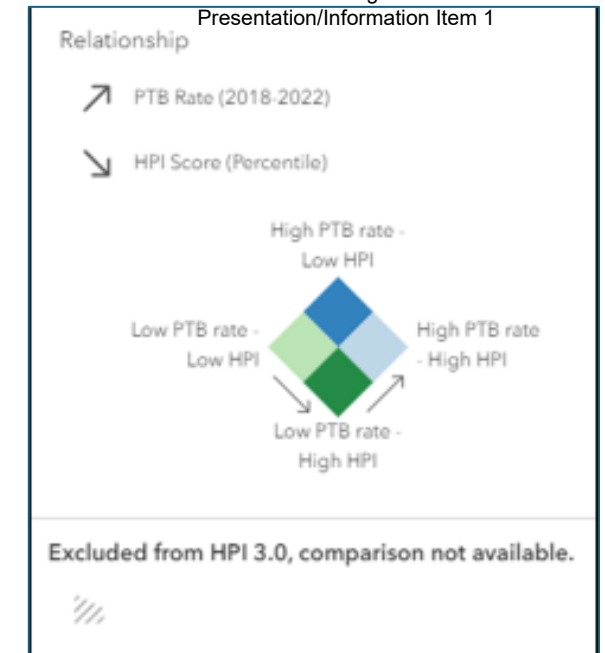 Presentation/Information Item 1
Relationship
PTB Rate (2018-2022)
HPI Score (Percentile)
High PTB rate -
Low HPI
Low PTB rate -
Low HPI
High PTB rate
- High HPI
Low PTB rate -
High HPI
Excluded from HPI 3.0, comparison not available.